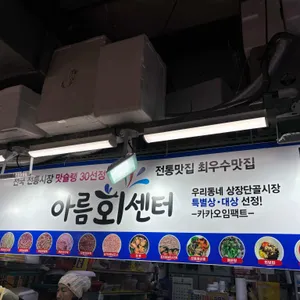 전국 전통시장 맛슐랭 30선정
전통맛집 최우수맛집
아름회센터
우리동네 상장단골시장
특별상·대상 선정!
-카카오임팩트-